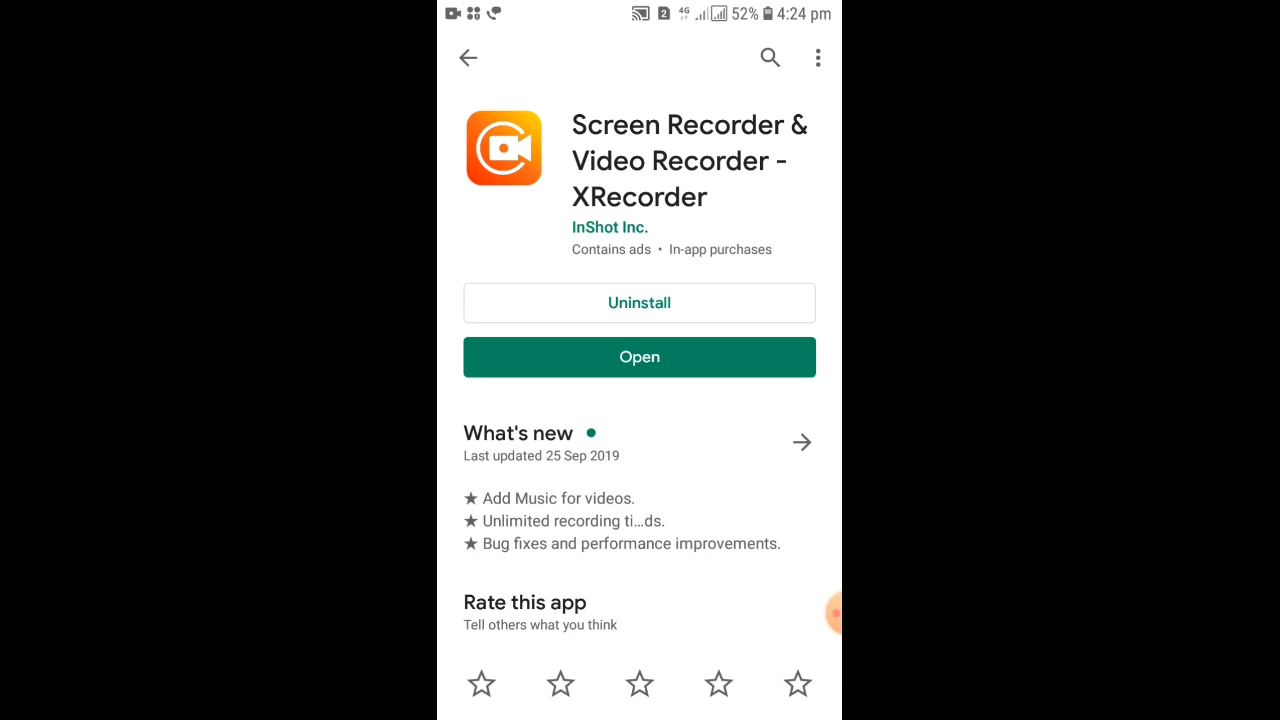 2 4G 52% 4:24 pm
Screen Recorder &
Video Recorder -
XRecorder
InShot Inc.
Contains ads • In-app purchases
Uninstall
Open
What's new
Last updated 25 Sep 2019
★ Add Music for videos.
★ Unlimited recording ti...ds.
★ Bug fixes and performance improvements.
Rate this app
Tell others what you think